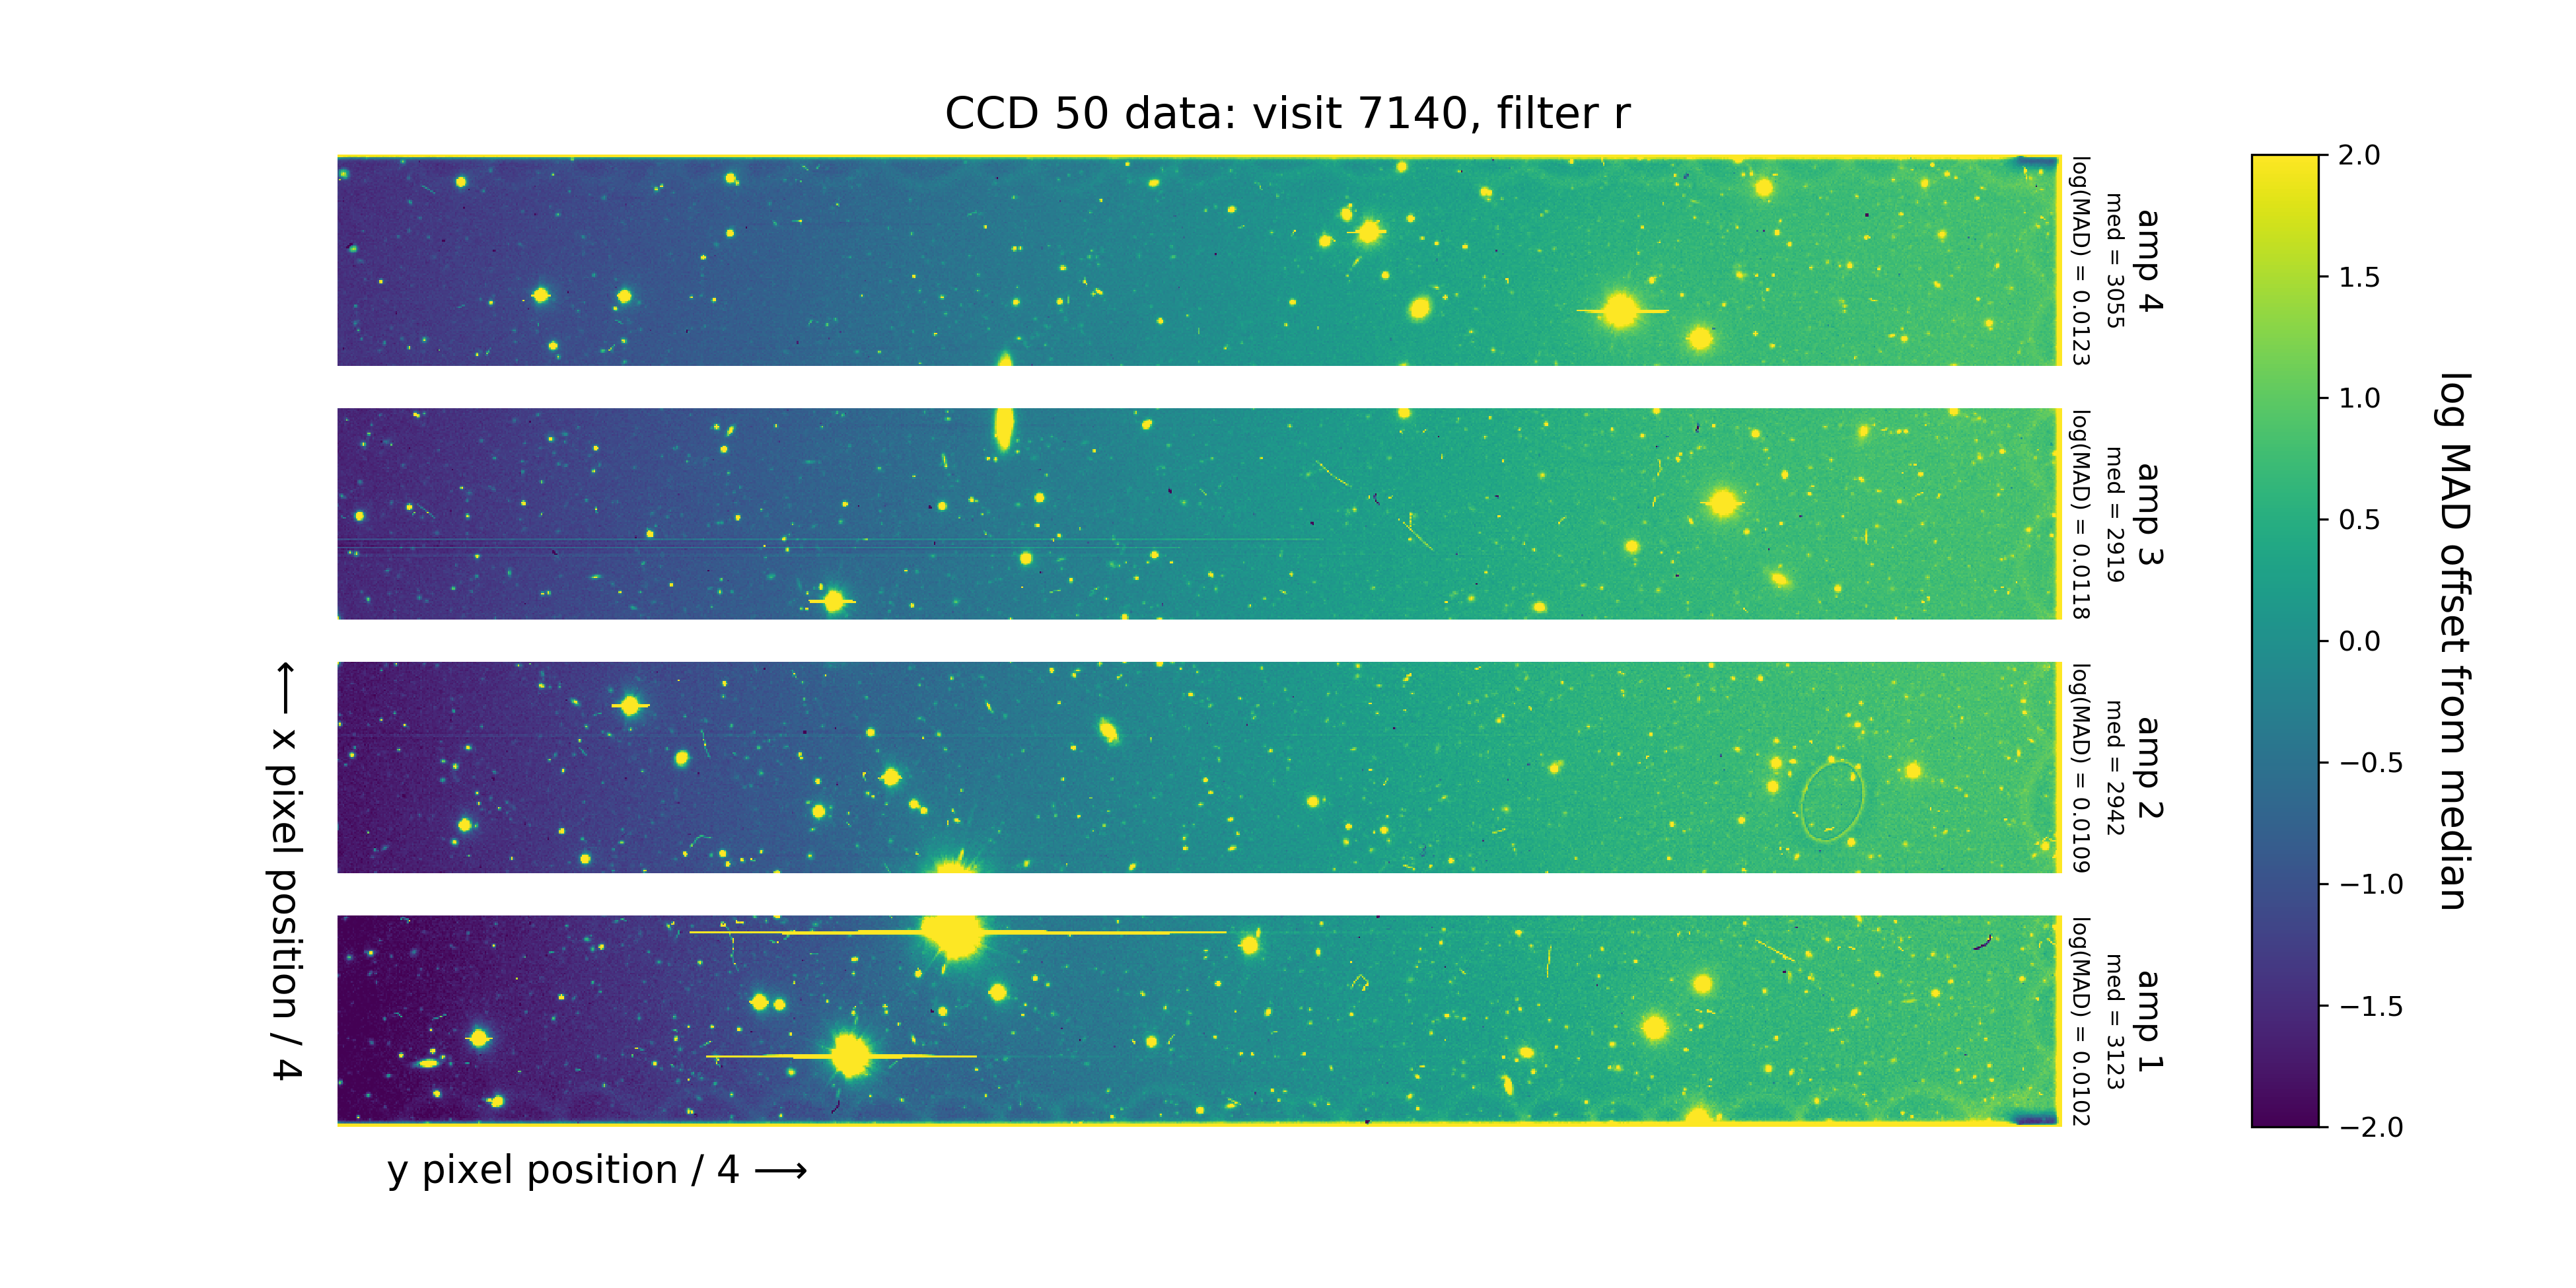 CCD 50 data: visit 7140, filter r
amp 4
med = 3055
log(MAD) = 0.0123
amp 3
med = 2919
log(MAD) = 0.0118
amp 2
med = 2942
log(MAD) = 0.0109
amp 1
med = 3123
log(MAD) = 0.0102
⟵ x pixel position / 4
y pixel position / 4 ⟶
2.0
1.5
1.0
0.5
0.0
−0.5
−1.0
−1.5
−2.0
log MAD offset from median